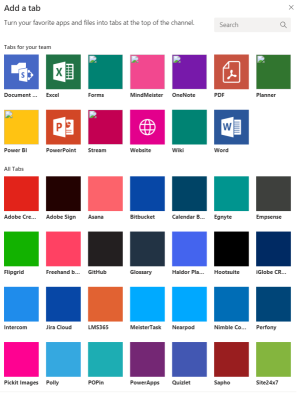 Add a tab
Turn your favorite apps and files into tabs at the top of the channel.
Search
Tabs for your team
Document ... Excel Forms MindMeister OneNote PDF Planner
Power BI PowerPoint Stream Website Wiki Word
All Tabs
Adobe Cre... Adobe Sign Asana Bitbucket Calendar B... Egnyte Empsense
Flipgrid Freehand b... GitHub Glossary Haldor Pla... Hootsuite iGlobe CR...
Intercom Jira Cloud LMS365 MeisterTask Nearpod Nimble Co... Perfony
Pickit Images Polly POPin PowerApps Quizlet Sapho Site24x7